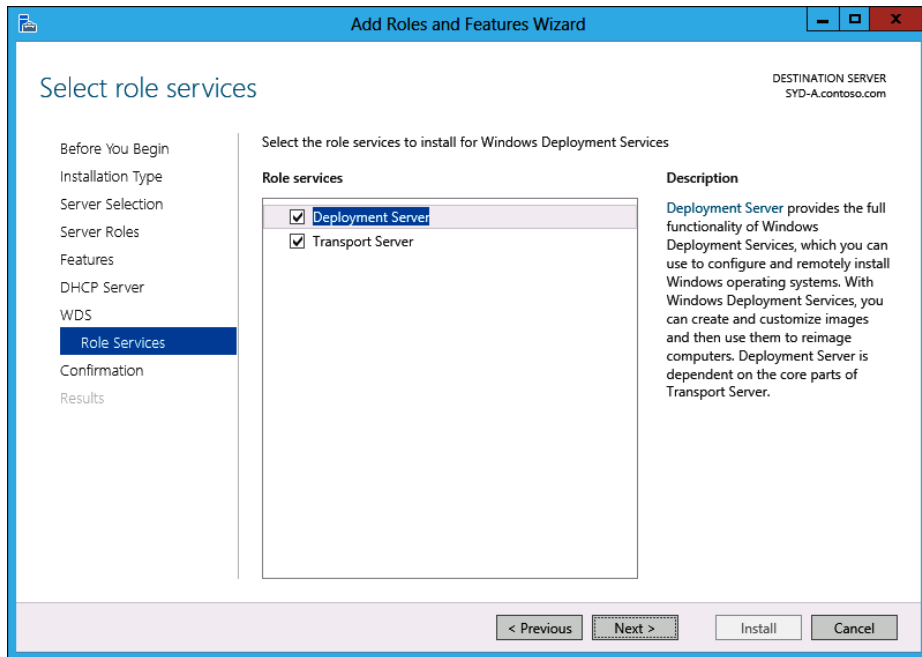 Add Roles and Features Wizard
x
Select role services
DESTINATION SERVER
SYD-A.contoso.com
Before You Begin
Installation Type
Server Selection
Server Roles
Features
DHCP Server
WDS
Role Services
Confirmation
Results
Select the role services to install for Windows Deployment Services
Role services
Deployment Server
Transport Server
Description
Deployment Server provides the full
functionality of Windows
Deployment Services, which you can
use to configure and remotely install
Windows operating systems. With
Windows Deployment Services, you
can create and customize images
and then use them to reimage
computers. Deployment Server is
dependent on the core parts of
Transport Server.
< Previous
Next >
Install
Cancel